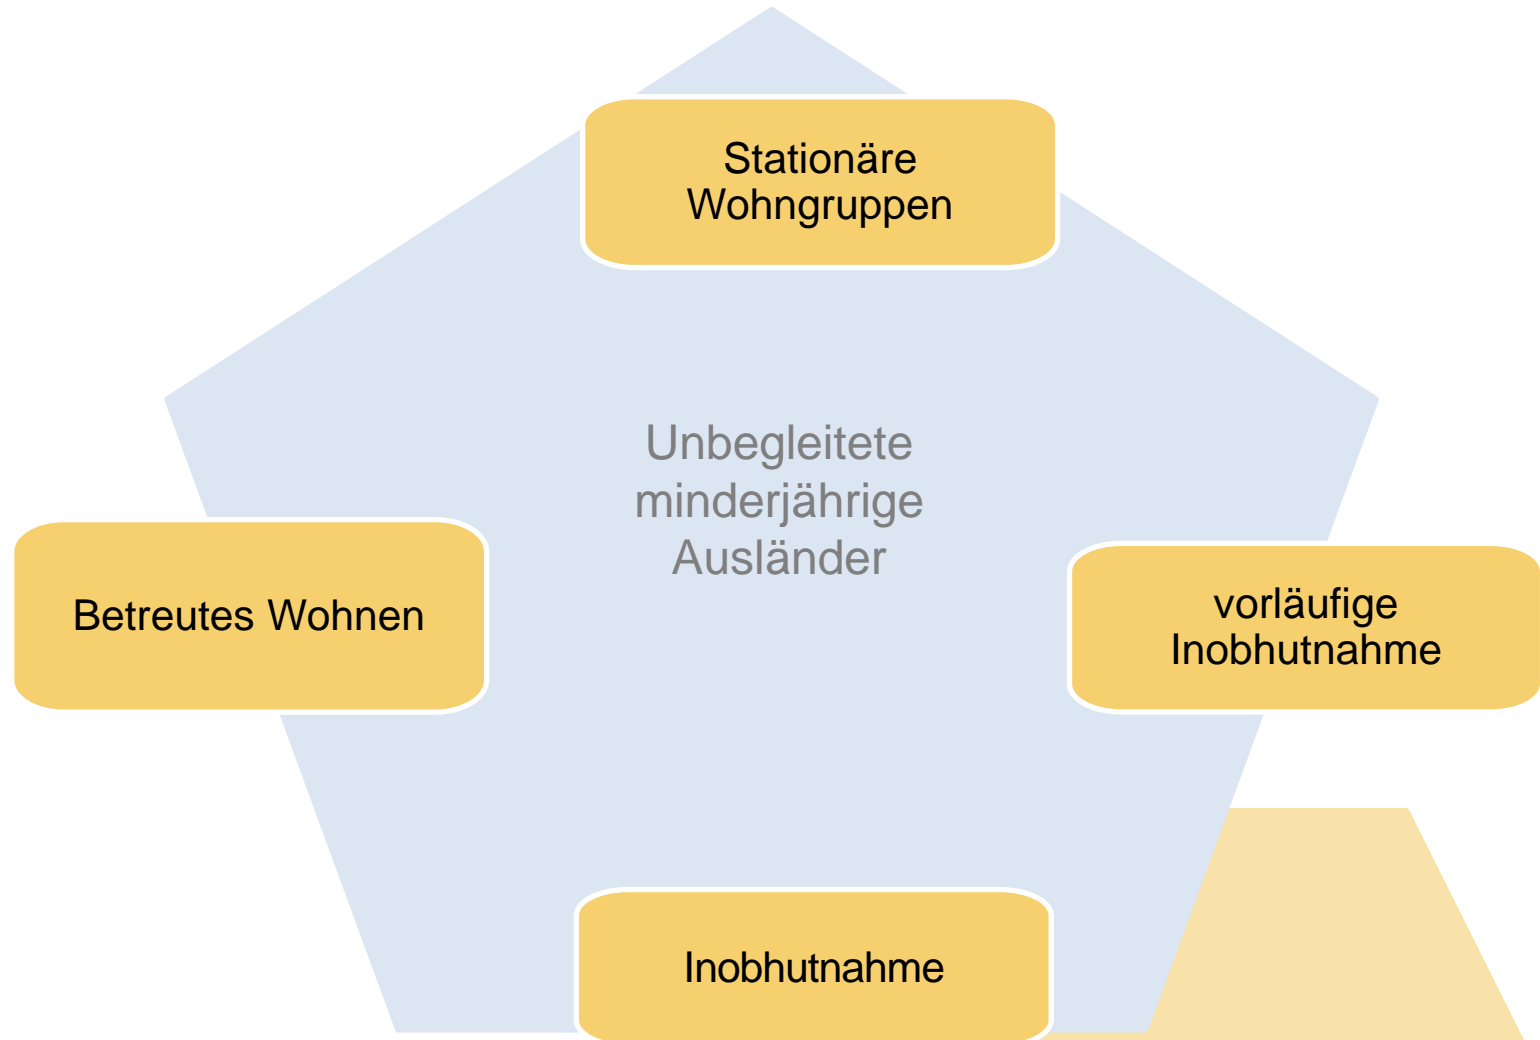 Stationäre
Wohngruppen
Unbegleitete
minderjährige
Ausländer
Betreutes Wohnen
vorläufige
Inobhutnahme
Inobhutnahme